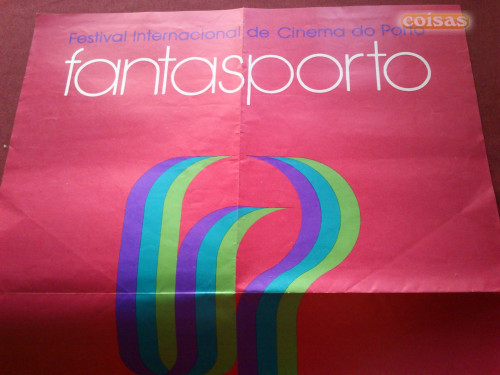 coisas
Festival Internacional de Cinema do Porto
fantasporto